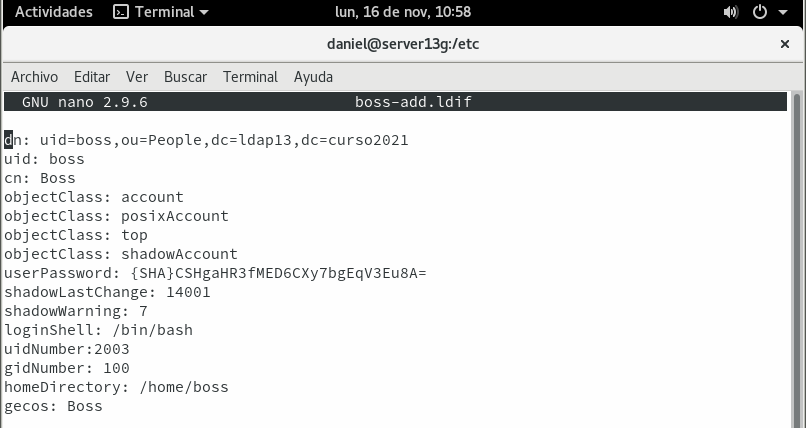 Actividades Terminal lun, 16 de nov, 10:58
daniel@server13g:/etc
Archivo Editar Ver Buscar Terminal Ayuda
GNU nano 2.9.6 boss-add.ldif
dn: uid=boss,ou=People,dc=ldap13,dc=curso2021
uid: boss
cn: Boss
objectClass: account
objectClass: posixAccount
objectClass: top
objectClass: shadowAccount
userPassword: {SHA}CSHgaHR3fMED6CXy7bgEqV3Eu8A=
shadowLastChange: 14001
shadowWarning: 7
loginShell: /bin/bash
uidNumber:2003
gidNumber: 100
homeDirectory: /home/boss
gecos: Boss